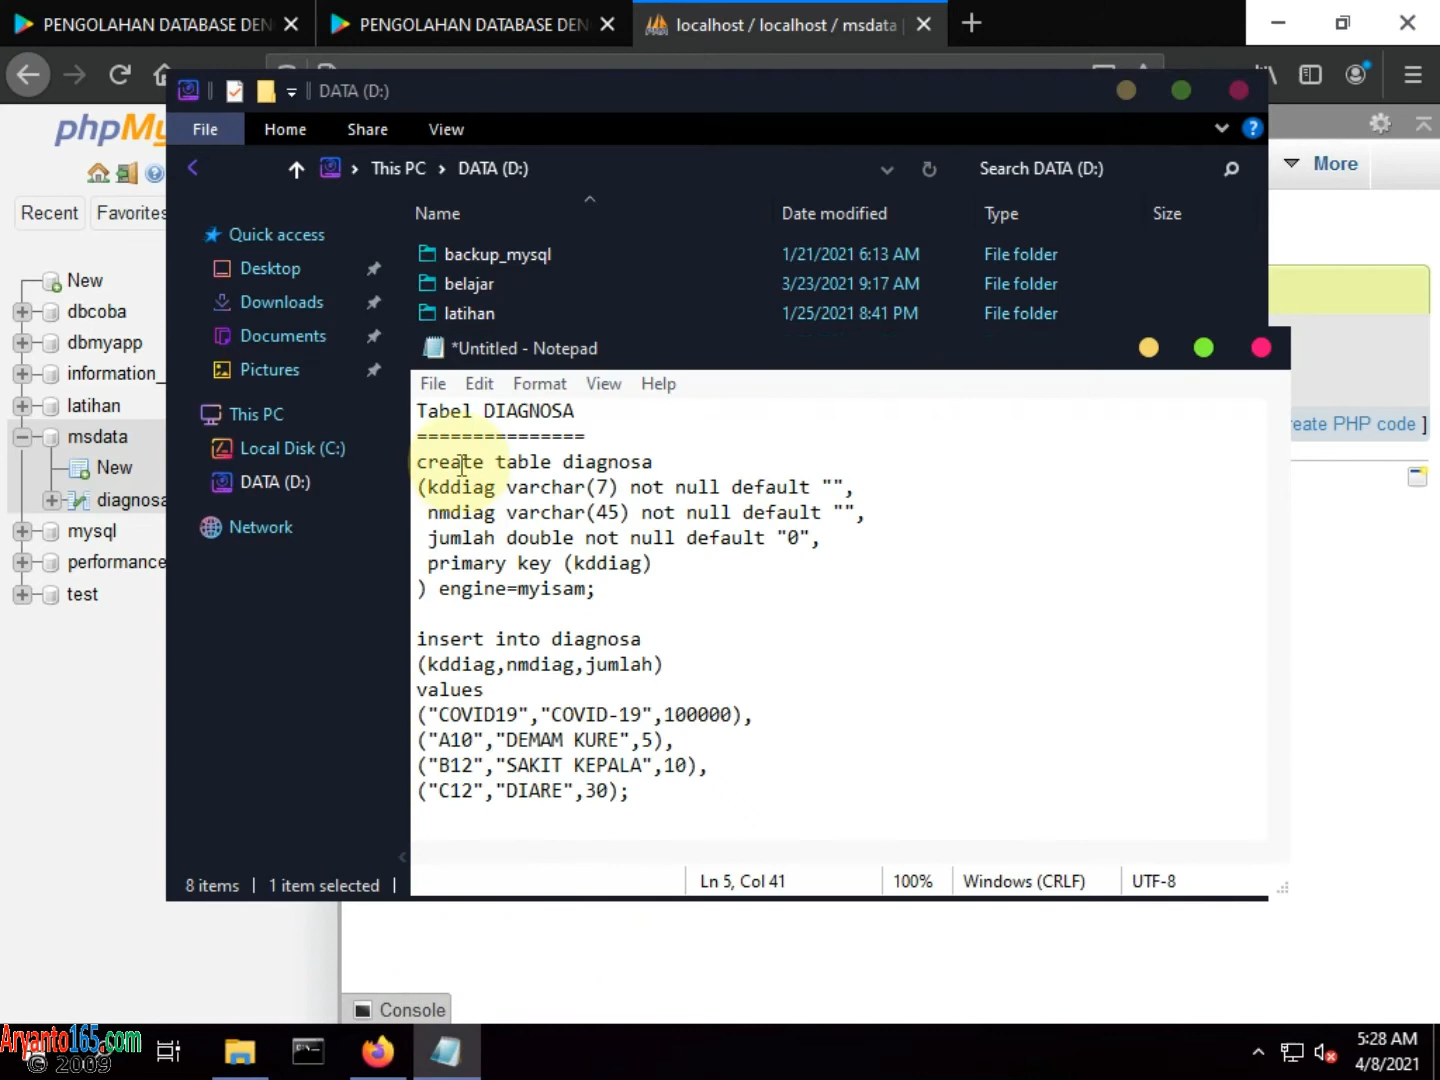 PENGOLAHAN DATABASE DEN
PENGOLAHAN DATABASE DEN
localhost / localhost / msdata |
DATA (D:)
File Home Share View
This PC > DATA (D:)
Search DATA (D:)
More
phpMy
Recent
Favorites
New
dbcoba
dbmyapp
information_
latihan
msdata
New
diagnosa
mysql
performance
test
Quick access
Desktop
Downloads
Documents
Pictures
This PC
Local Disk (C:)
DATA (D:)
Network
Name Date modified Type Size
backup_mysql 1/21/2021 6:13 AM File folder
belajar 3/23/2021 9:17 AM File folder
latihan 1/25/2021 8:41 PM File folder
*Untitled - Notepad
File Edit Format View Help
Tabel DIAGNOSA
===============
create table diagnosa
(kddiag varchar(7) not null default "",
nmdiag varchar(45) not null default "",
jumlah double not null default "0",
primary key (kddiag)
) engine=myisam;
insert into diagnosa
(kddiag,nmdiag,jumlah)
values
("COVID19","COVID-19",100000),
("A10","DEMAM KURE",5),
("B12","SAKIT KEPALA",10),
("C12","DIARE",30);
Ln 5, Col 41 100% Windows (CRLF) UTF-8
8 items 1 item selected
eate PHP code ]
Console
Aryanto165.com
© 2009
5:28 AM
4/8/2021